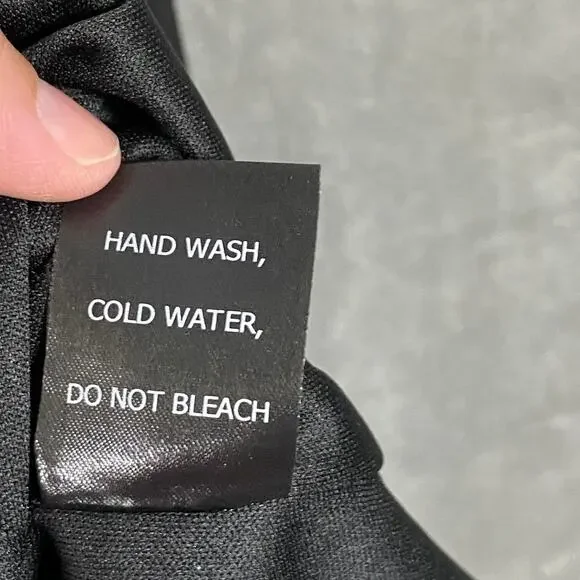 HAND WASH,
COLD WATER,
DO NOT BLEACH